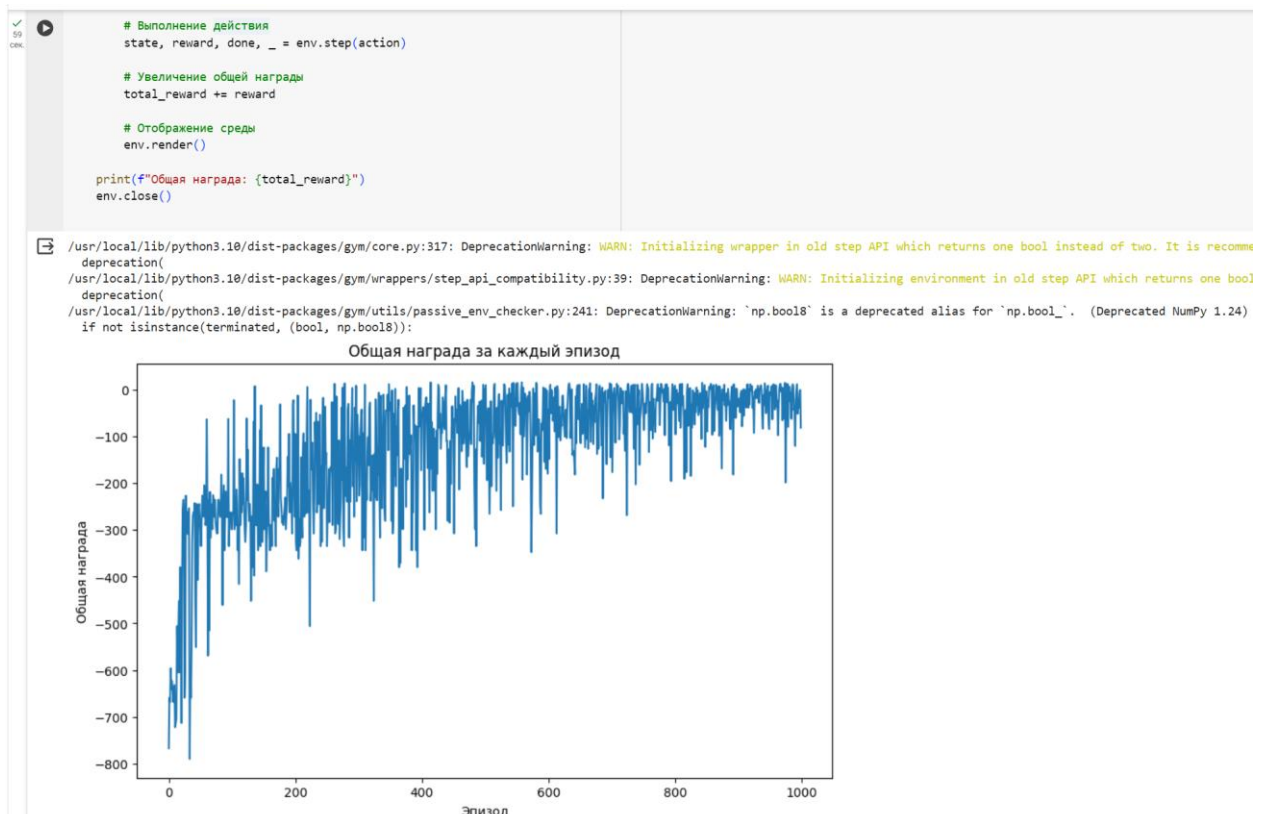 59
сек.
# Выполнение действия
state, reward, done, _ = env.step(action)
# Увеличение общей награды
total_reward += reward
# Отображение среды
env.render()
print(f"Общая награда: {total_reward}")
env.close()
/usr/local/lib/python3.10/dist-packages/gym/core.py:317: DeprecationWarning: WARN: Initializing wrapper in old step API which returns one bool instead of two. It is recomme
deprecation(
/usr/local/lib/python3.10/dist-packages/gym/wrappers/step_api_compatibility.py:39: DeprecationWarning: WARN: Initializing environment in old step API which returns one bool
deprecation(
/usr/local/lib/python3.10/dist-packages/gym/utils/passive_env_checker.py:241: DeprecationWarning: `np.bool8` is a deprecated alias for `np.bool_`.  (Deprecated NumPy 1.24)
if not isinstance(terminated, (bool, np.bool8)):
Общая награда за каждый эпизод
0
−100
−200
−300
−400
−500
−600
−700
−800
Общая награда
0 200 400 600 800 1000
Эпизод